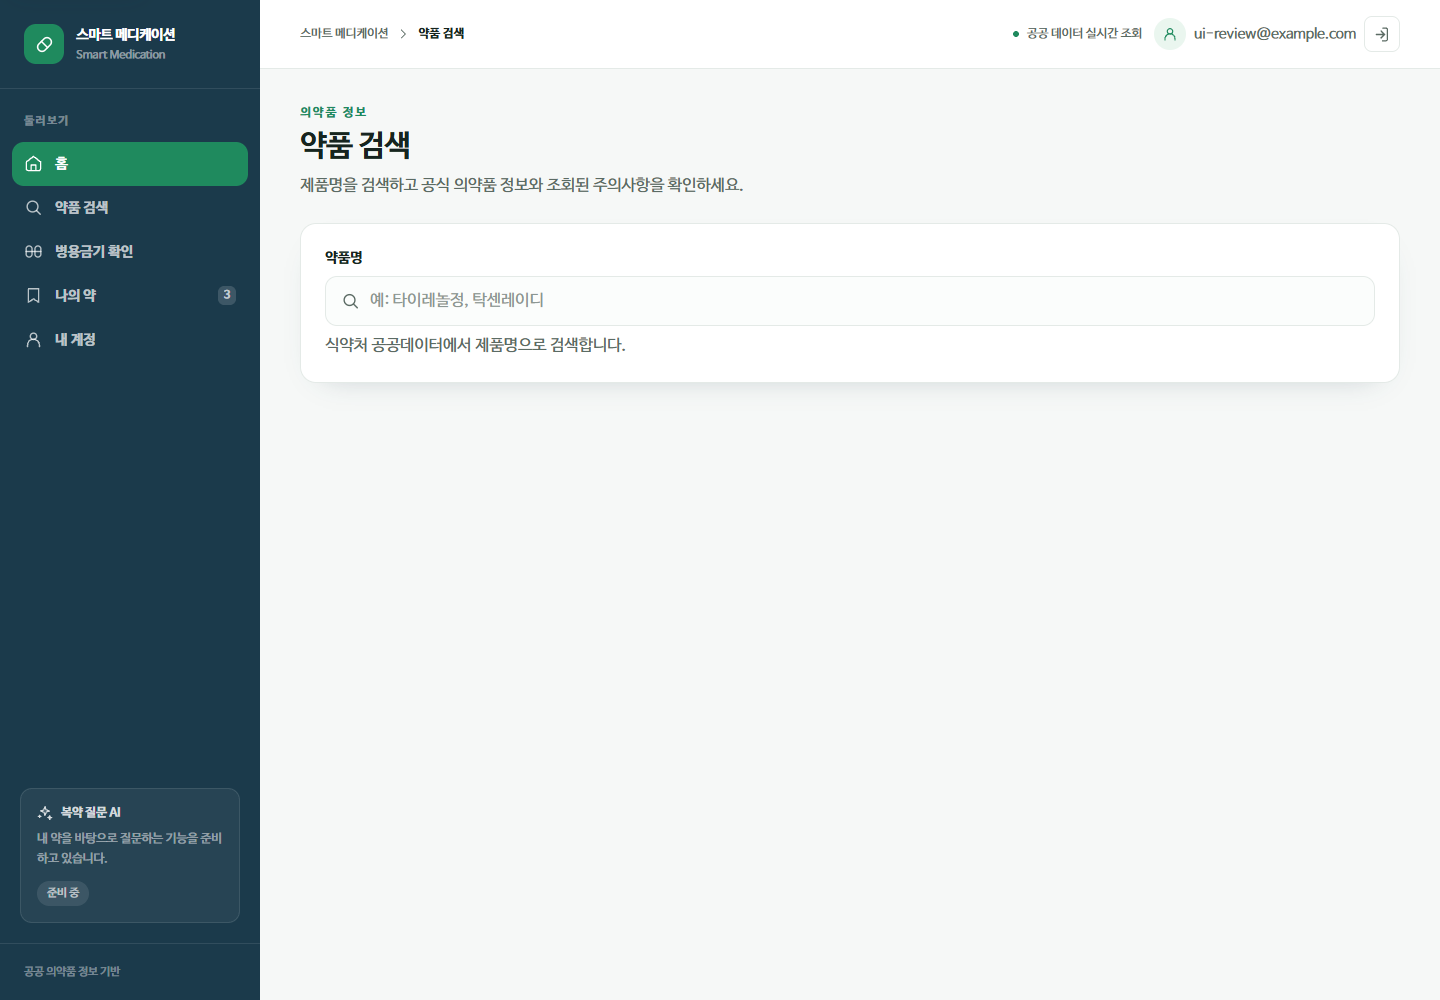 스마트 메디케이션
Smart Medication
둘러보기
홈
약품 검색
병용금기 확인
나의 약
3
내 계정
복약 질문 AI
내 약을 바탕으로 질문하는 기능을 준비
하고 있습니다.
준비 중
공공 의약품 정보 기반
스마트 메디케이션 > 약품 검색
공공 데이터 실시간 조회
ui-review@example.com
의약품 정보
약품 검색
제품명을 검색하고 공식 의약품 정보와 조회된 주의사항을 확인하세요.
약품명
예: 타이레놀정, 탁센레이디
식약처 공공데이터에서 제품명으로 검색합니다.